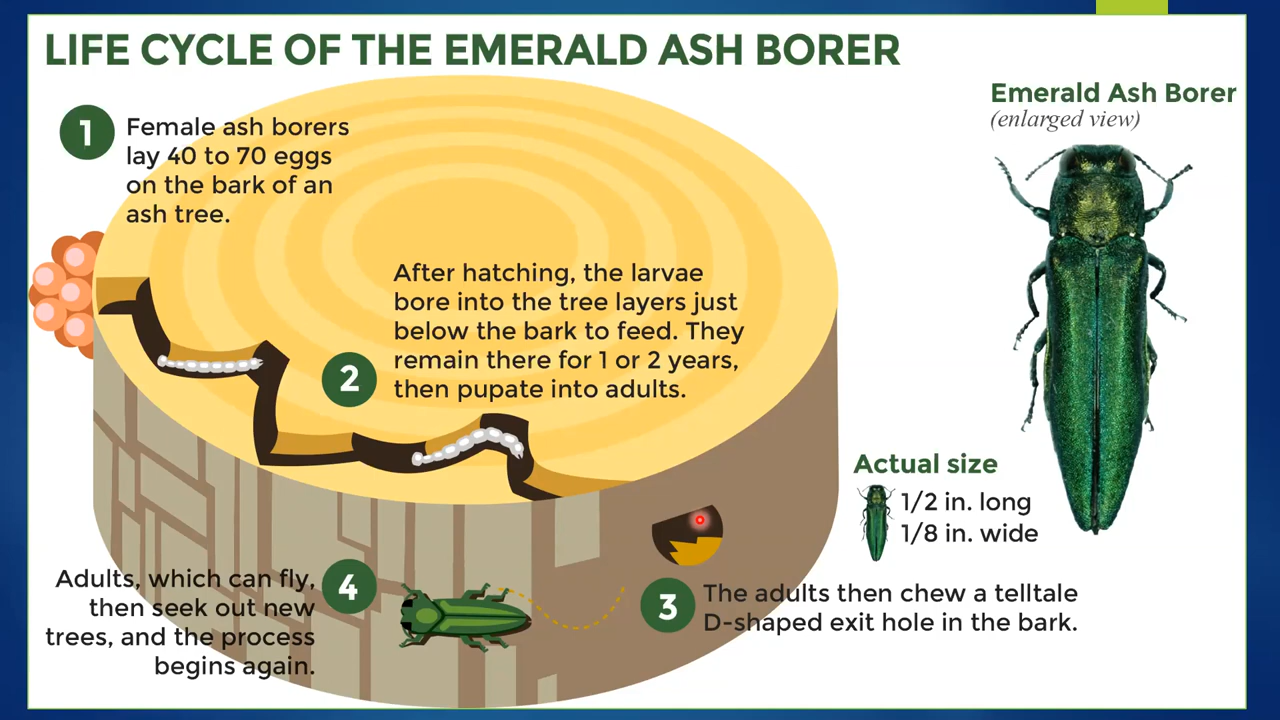 LIFE CYCLE OF THE EMERALD ASH BORER
1
Female ash borers
lay 40 to 70 eggs
on the bark of an
ash tree.
Emerald Ash Borer
(enlarged view)
2
After hatching, the larvae
bore into the tree layers just
below the bark to feed. They
remain there for 1 or 2 years,
then pupate into adults.
Actual size
1/2 in. long
1/8 in. wide
3
The adults then chew a telltale
D-shaped exit hole in the bark.
4
Adults, which can fly,
then seek out new
trees, and the process
begins again.